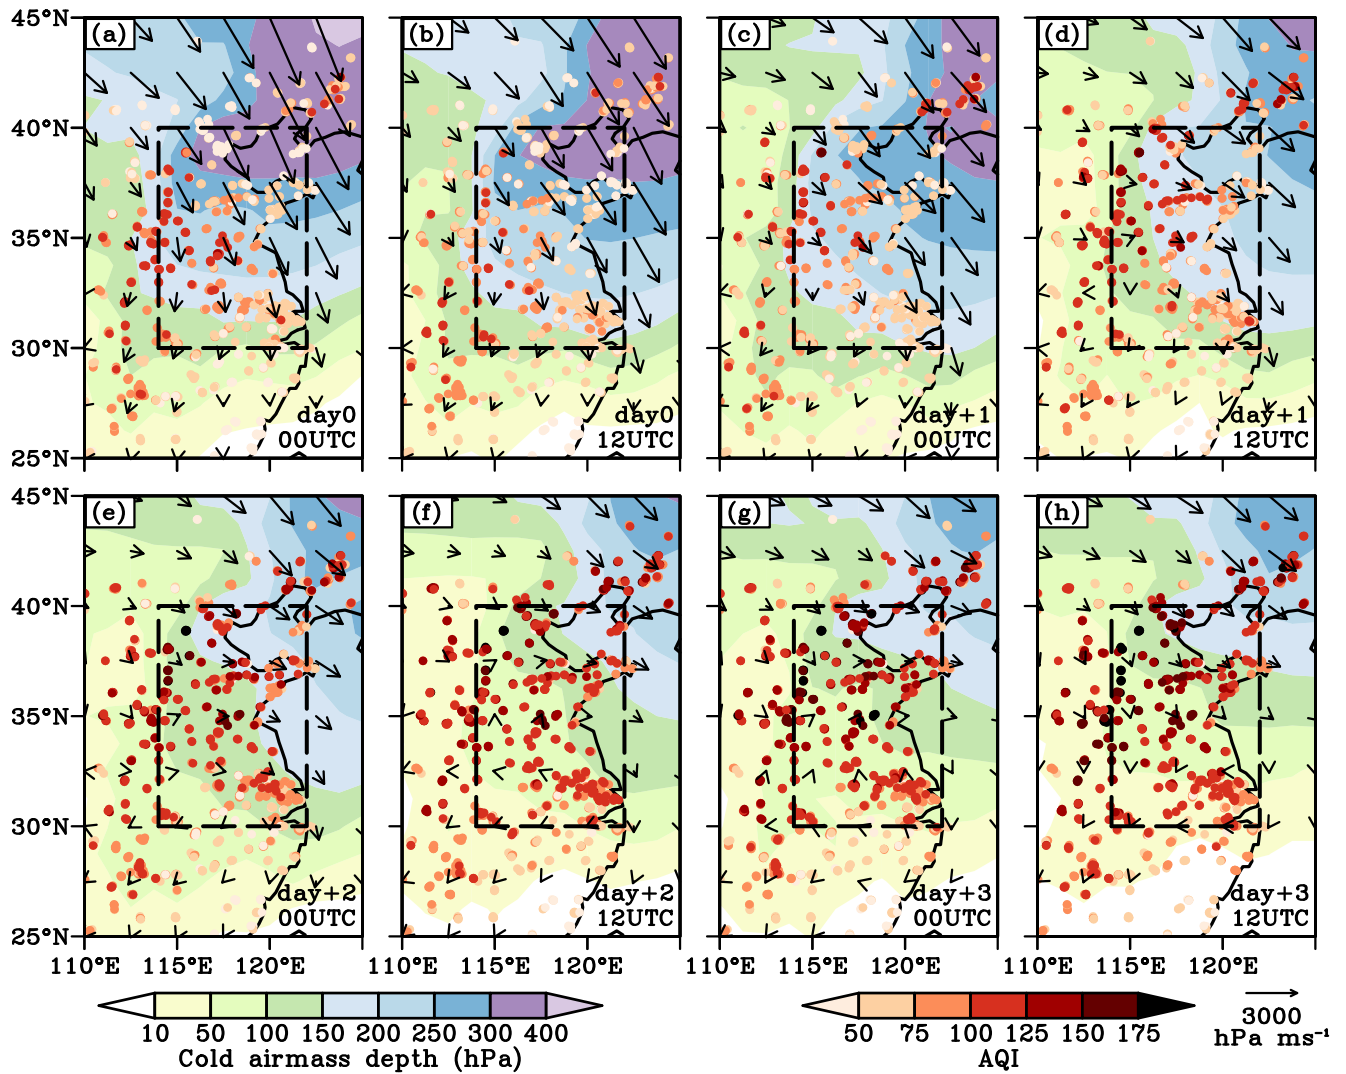 45°N (a) (b) (c) (d)
40°N
35°N
30°N
25°N
day0 00UTC
day0 12UTC
day+1 00UTC
day+1 12UTC
45°N (e) (f) (g) (h)
40°N
35°N
30°N
25°N
day+2 00UTC
day+2 12UTC
day+3 00UTC
day+3 12UTC
110°E 115°E 120°E 110°E 115°E 120°E 110°E 115°E 120°E 110°E 115°E 120°E
10 50 100 150 200 250 300 400
Cold airmass depth (hPa)
50 75 100 125 150 175
AQI
3000
hPa ms⁻¹